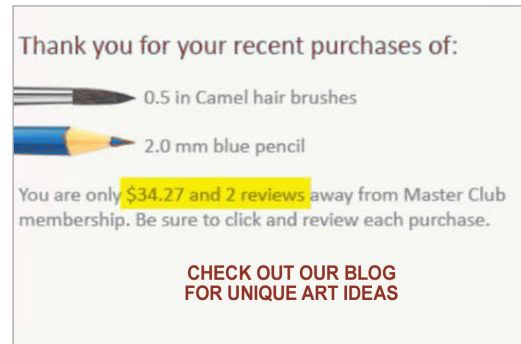 Thank you for your recent purchases of:
0.5 in Camel hair brushes
2.0 mm blue pencil
You are only $34.27 and 2 reviews away from Master Club
membership. Be sure to click and review each purchase.
CHECK OUT OUR BLOG
FOR UNIQUE ART IDEAS